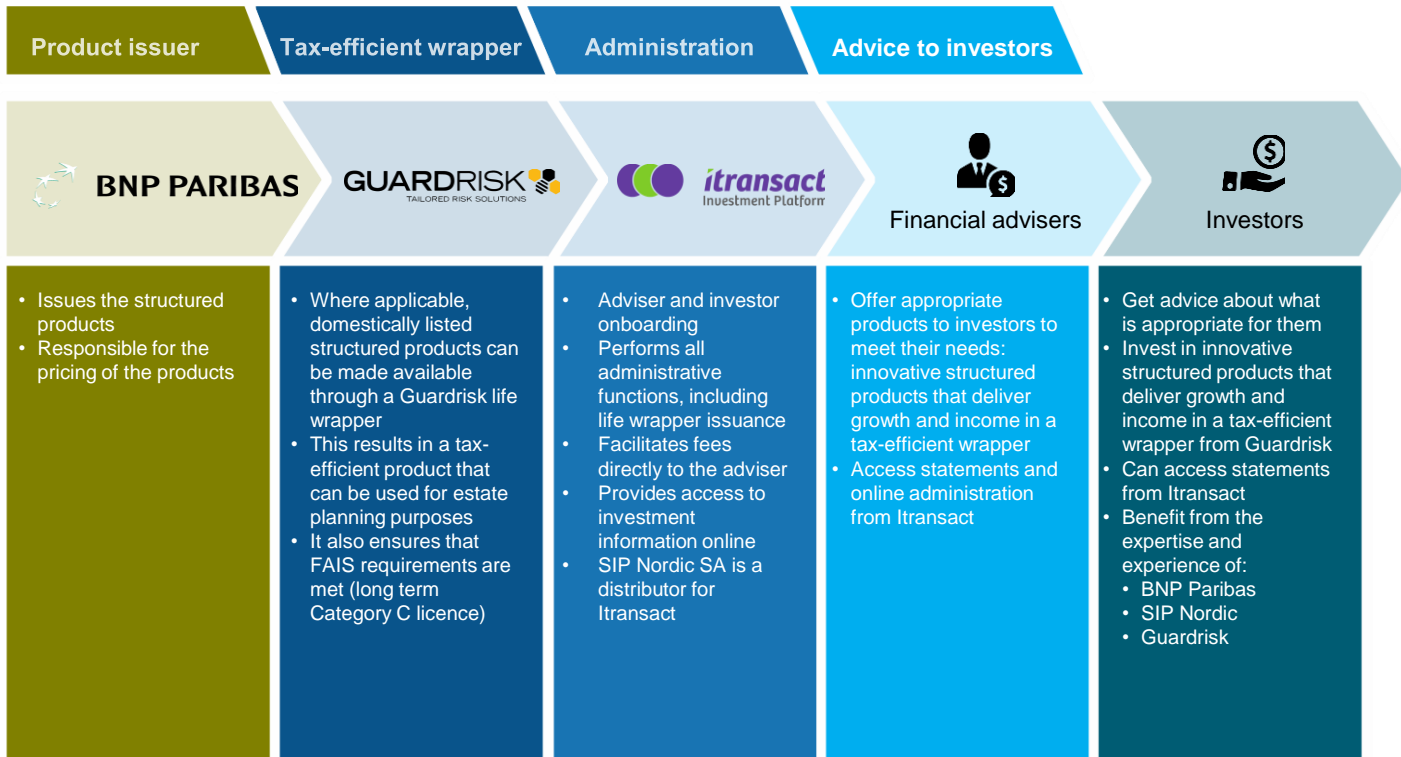 Product issuer
Tax-efficient wrapper
Administration
Advice to investors
BNP PARIBAS
GUARDRISK
TAILORED RISK SOLUTIONS
itransact
Investment Platform
Financial advisers
Investors
• Issues the structured
products
• Responsible for the
pricing of the products
• Where applicable,
domestically listed
structured products can
be made available
through a Guardrisk life
wrapper
• This results in a tax-
efficient product that
can be used for estate
planning purposes
• It also ensures that
FAIS requirements are
met (long term
Category C licence)
• Adviser and investor
onboarding
• Performs all
administrative
functions, including
life wrapper issuance
• Facilitates fees
directly to the adviser
• Provides access to
investment
information online
• SIP Nordic SA is a
distributor for
Itransact
• Offer appropriate
products to investors to
meet their needs:
innovative structured
products that deliver
growth and income in a
tax-efficient wrapper
• Access statements and
online administration
from Itransact
• Get advice about what
is appropriate for them
• Invest in innovative
structured products that
deliver growth and
income in a tax-efficient
wrapper from Guardrisk
• Can access statements
from Itransact
• Benefit from the
expertise and
experience of:
• BNP Paribas
• SIP Nordic
• Guardrisk